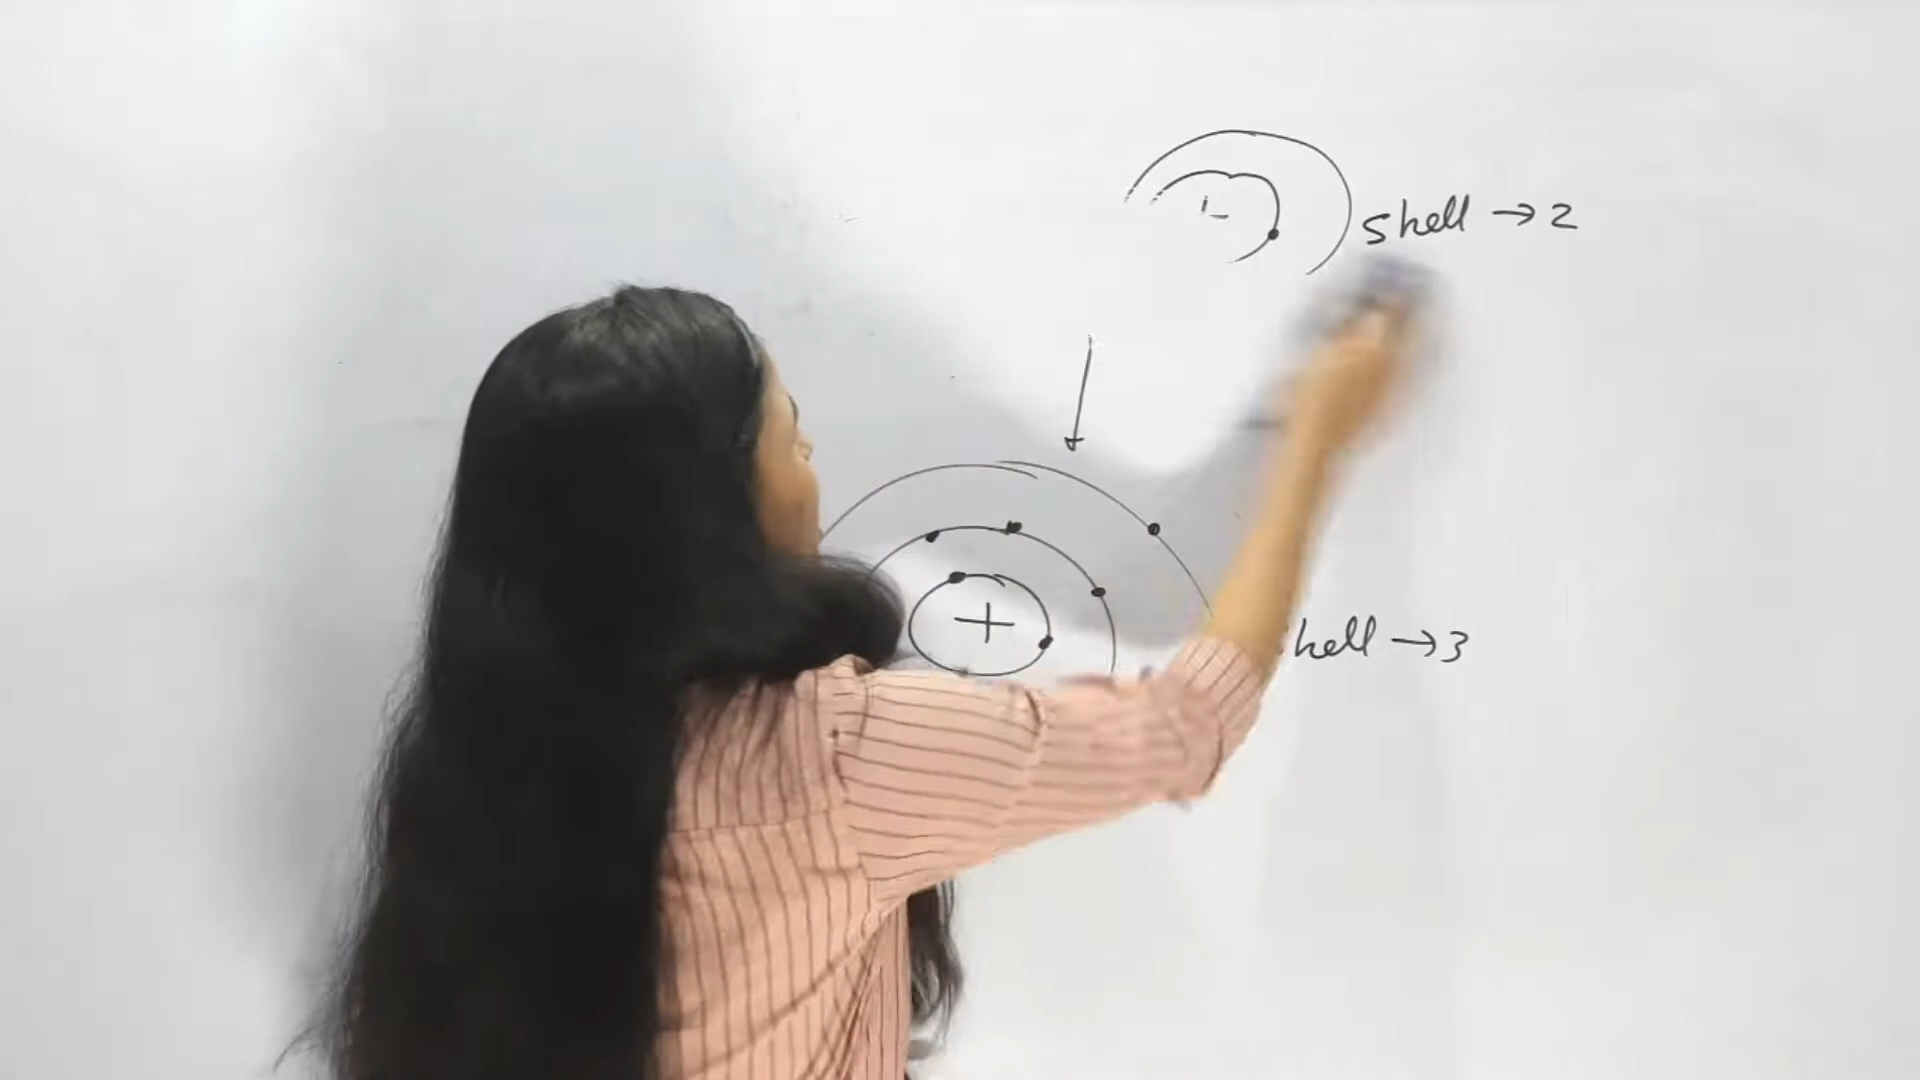 shell → 2
+
hell → 3